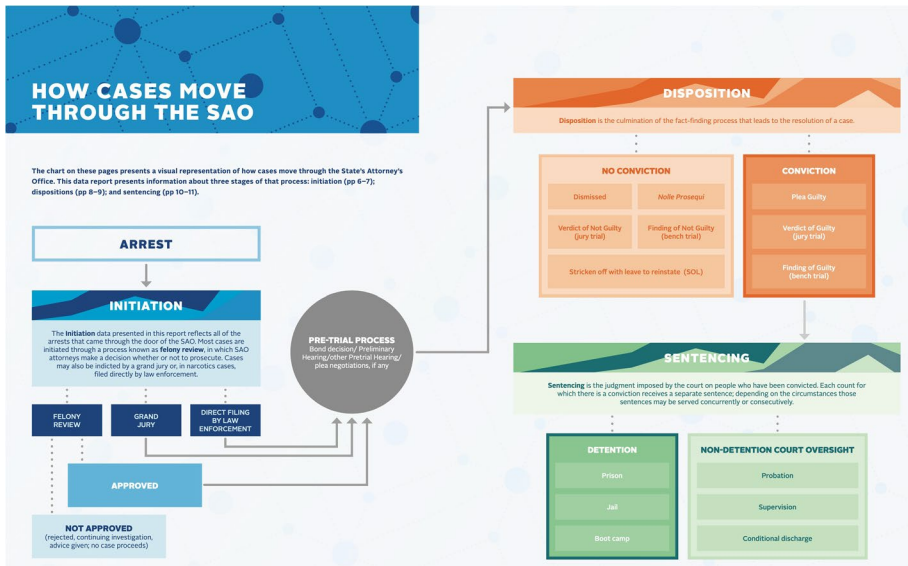 HOW CASES MOVE
THROUGH THE SAO
The chart on these pages presents a visual representation of how cases move through the State's Attorney's
Office. This data report presents information about three stages of that process: initiation (pp 6–7);
dispositions (pp 8–9); and sentencing (pp 10–11).
ARREST
INITIATION
The Initiation data presented in this report reflects all of the
arrests that came through the door of the SAO. Most cases are
initiated through a process known as felony review, in which SAO
attorneys make a decision whether or not to prosecute. Cases
may also be indicted by a grand jury or, in narcotics cases,
filed directly by law enforcement.
FELONY
REVIEW
GRAND
JURY
DIRECT FILING
BY LAW
ENFORCEMENT
APPROVED
NOT APPROVED
(rejected, continuing investigation,
advice given; no case proceeds)
PRE-TRIAL PROCESS
Bond decision/ Preliminary
Hearing/other Pretrial Hearing/
plea negotiations, if any
DISPOSITION
Disposition is the culmination of the fact-finding process that leads to the resolution of a case.
NO CONVICTION
Dismissed
Nolle Prosequi
Verdict of Not Guilty
(jury trial)
Finding of Not Guilty
(bench trial)
Stricken off with leave to reinstate (SOL)
CONVICTION
Plea Guilty
Verdict of Guilty
(jury trial)
Finding of Guilty
(bench trial)
SENTENCING
Sentencing is the judgment imposed by the court on people who have been convicted. Each count for
which there is a conviction receives a separate sentence; depending on the circumstances those
sentences may be served concurrently or consecutively.
DETENTION
Prison
Jail
Boot camp
NON-DETENTION COURT OVERSIGHT
Probation
Supervision
Conditional discharge